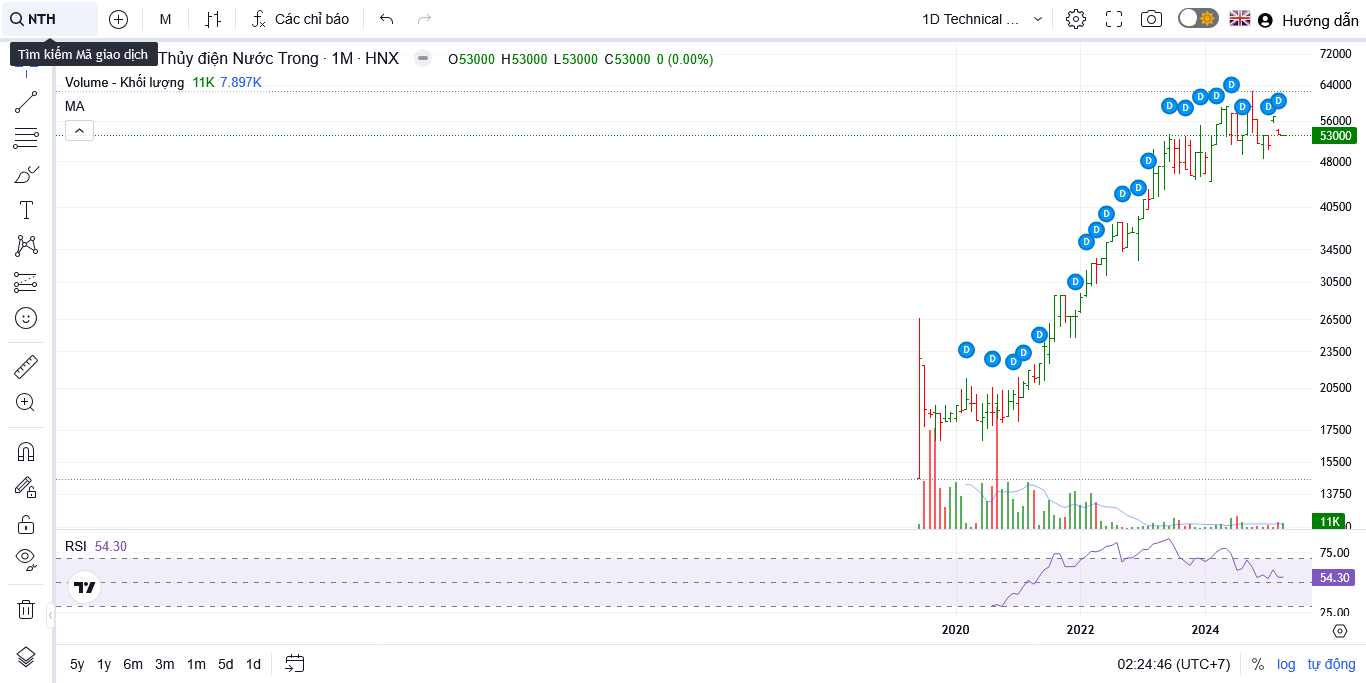 NTH
M
Các chỉ báo
1D Technical ...
Hướng dẫn
Tìm kiếm Mã giao dịch
Thủy điện Nước Trong · 1M · HNX
O53000 H53000 L53000 C53000 0 (0.00%)
Volume - Khối lượng 11K 7.897K
MA
72000
64000
56000
53000
48000
40500
34500
30500
26500
23500
20500
17500
15500
13750
11K
D D D D D D D D D D D D D D D D D D D
RSI 54.30
75.00
54.30
25.00
2020 2022 2024
5y 1y 6m 3m 1m 5d 1d
02:24:46 (UTC+7) % log tự động